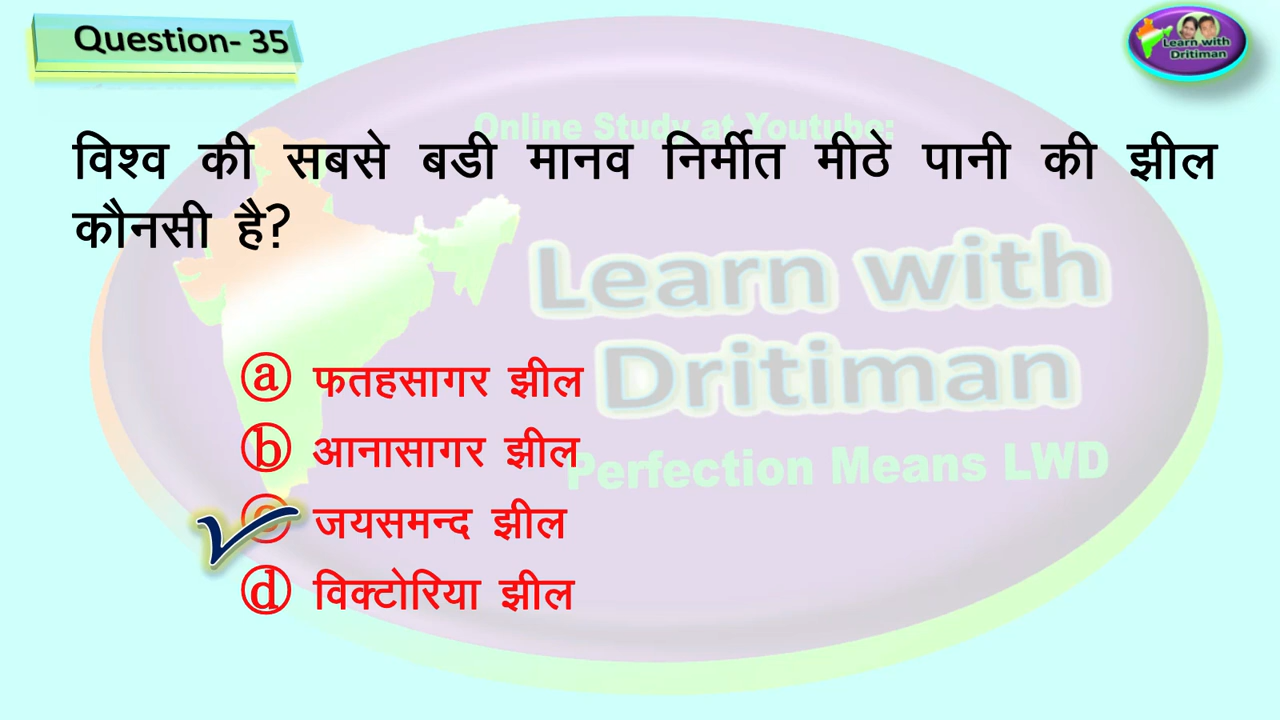 Question- 35
Learn with
Dritiman
Online Study at Youtube:
विश्व की सबसे बडी मानव निर्मीत मीठे पानी की झील
कौनसी है?
Learn with
Dritiman
Perfection Means LWD
ⓐ फतहसागर झील
ⓑ आनासागर झील
ⓒ जयसमन्द झील
ⓓ विक्टोरिया झील